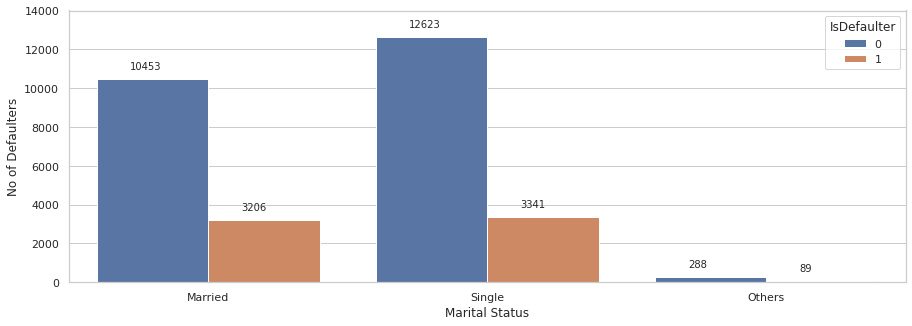 14000
12000
10000
8000
6000
4000
2000
0
No of Defaulters
10453
3206
12623
3341
288
89
IsDefaulter
0
1
Married
Single
Others
Marital Status